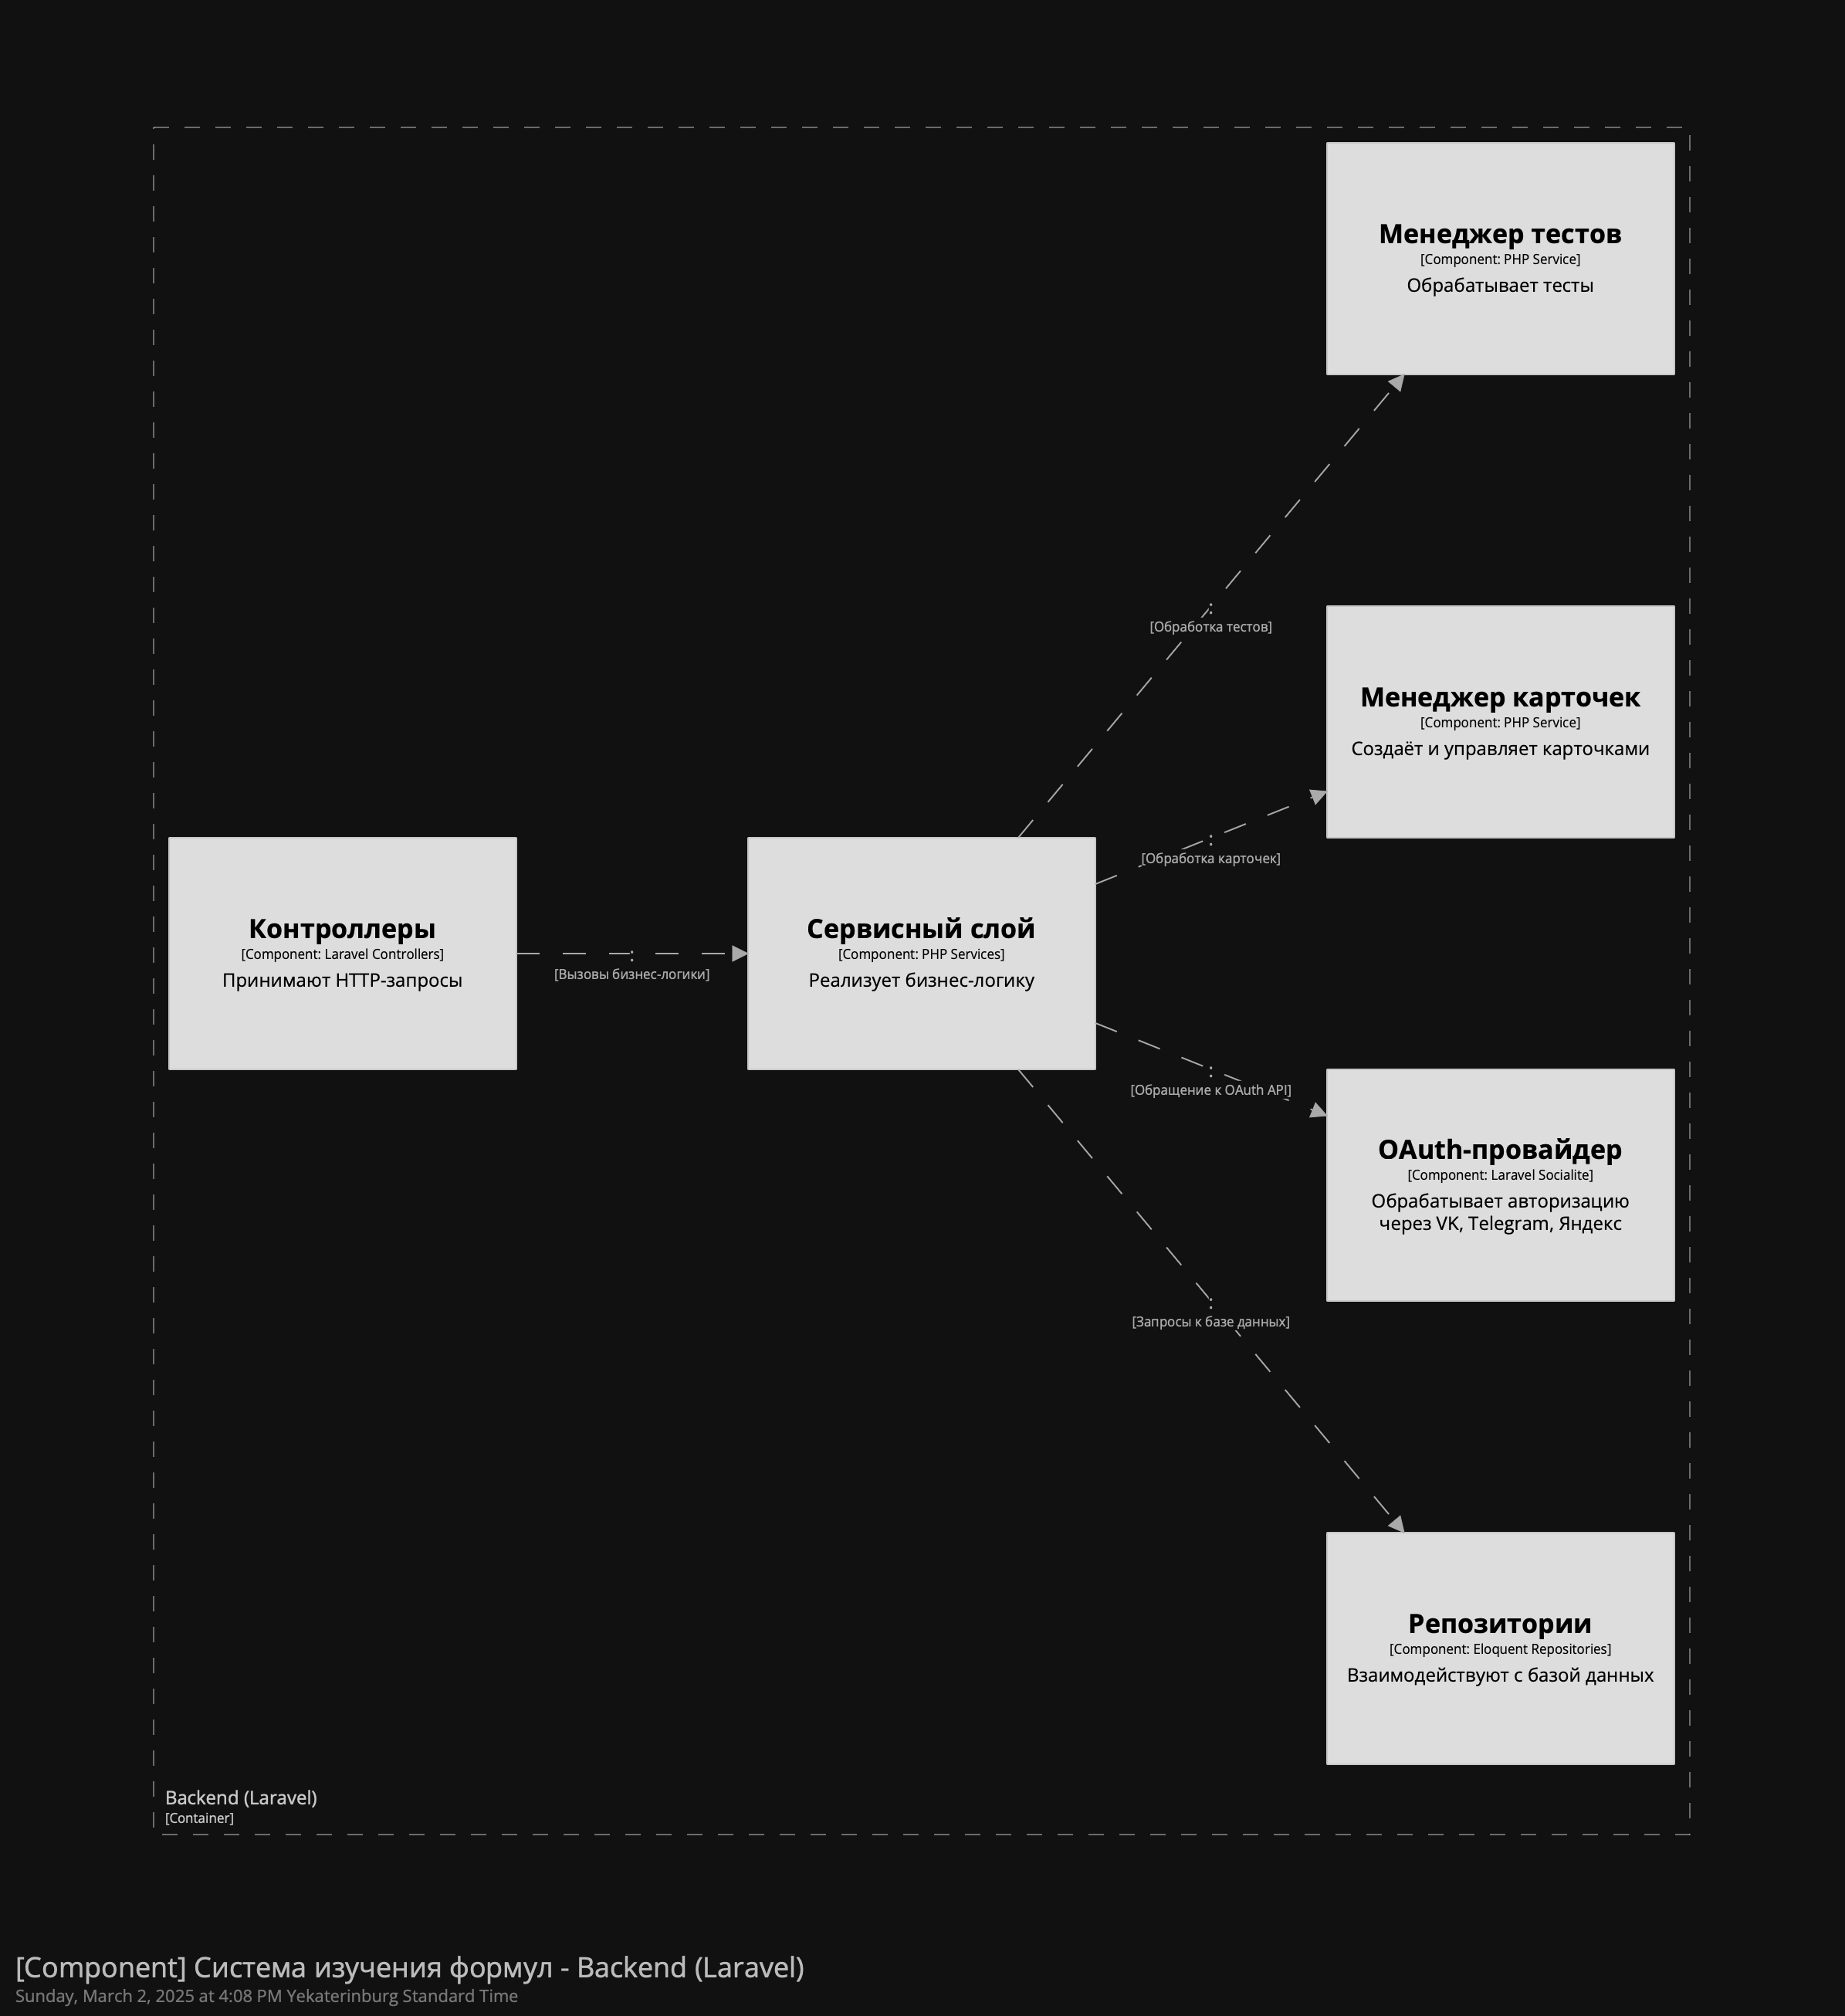 Менеджер тестов
[Component: PHP Service]
Обрабатывает тесты
:
[Обработка тестов]
Менеджер карточек
[Component: PHP Service]
Создаёт и управляет карточками
:
[Обработка карточек]
Контроллеры
[Component: Laravel Controllers]
Принимают HTTP-запросы
:
[Вызовы бизнес-логики]
Сервисный слой
[Component: PHP Services]
Реализует бизнес-логику
:
[Обращение к OAuth API]
OAuth-провайдер
[Component: Laravel Socialite]
Обрабатывает авторизацию
через VK, Telegram, Яндекс
:
[Запросы к базе данных]
Репозитории
[Component: Eloquent Repositories]
Взаимодействуют с базой данных
Backend (Laravel)
[Container]
[Component] Система изучения формул - Backend (Laravel)
Sunday, March 2, 2025 at 4:08 PM Yekaterinburg Standard Time